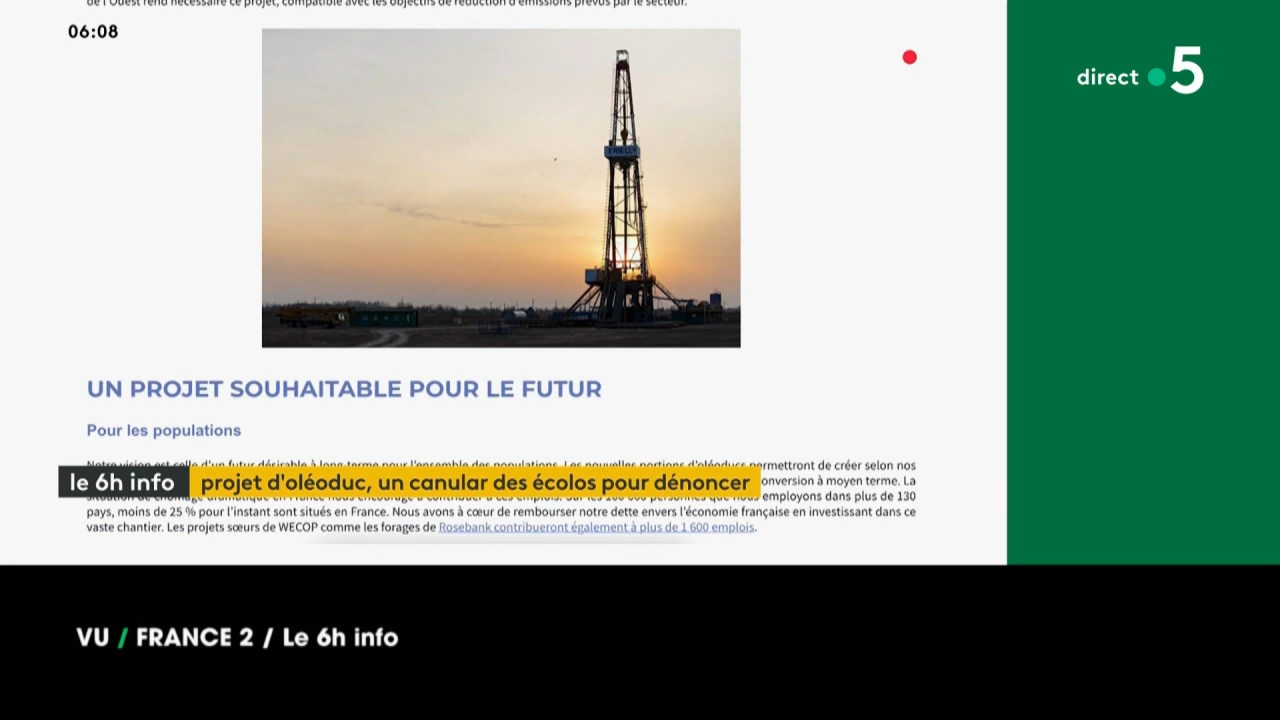 de l'Ouest rend nécessaire ce projet, compatible avec les objectifs de réduction d'émissions prévus par le secteur.
06:08
direct 5
UN PROJET SOUHAITABLE POUR LE FUTUR
Pour les populations
Notre vision est celle d'un futur désirable à long terme pour l'ensemble des populations. Les nouvelles portions d'oléoducs permettront de créer selon nos
le 6h info projet d'oléoduc, un canular des écolos pour dénoncer
conversion à moyen terme. La
employons dans plus de 130
pays, moins de 25 % pour l'instant sont situés en France. Nous avons à cœur de rembourser notre dette envers l'économie française en investissant dans ce
vaste chantier. Les projets sœurs de WECOP comme les forages de Rosebank contribueront également à plus de 1 600 emplois.
VU / FRANCE 2 / Le 6h info